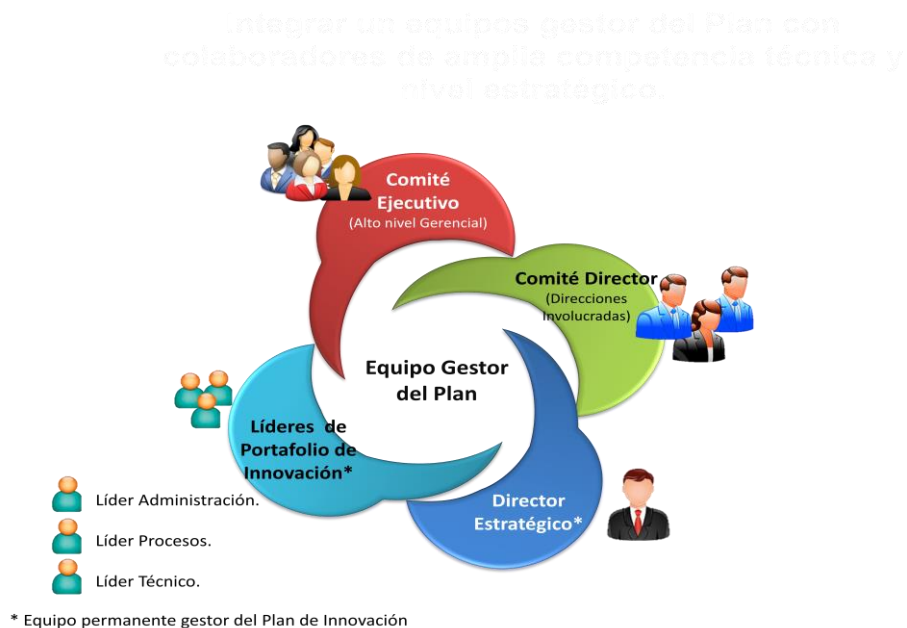 Integrar un equipos gestor del Plan con
colaboradores de amplia competencia técnica y
nivel estratégico.
Comité
Ejecutivo
(Alto nivel Gerencial)
Comité Director
(Direcciones
Involucradas)
Equipo Gestor
del Plan
Líderes de
Portafolio de
Innovación*
Director
Estratégico*
Líder Administración.
Líder Procesos.
Líder Técnico.
* Equipo permanente gestor del Plan de Innovación